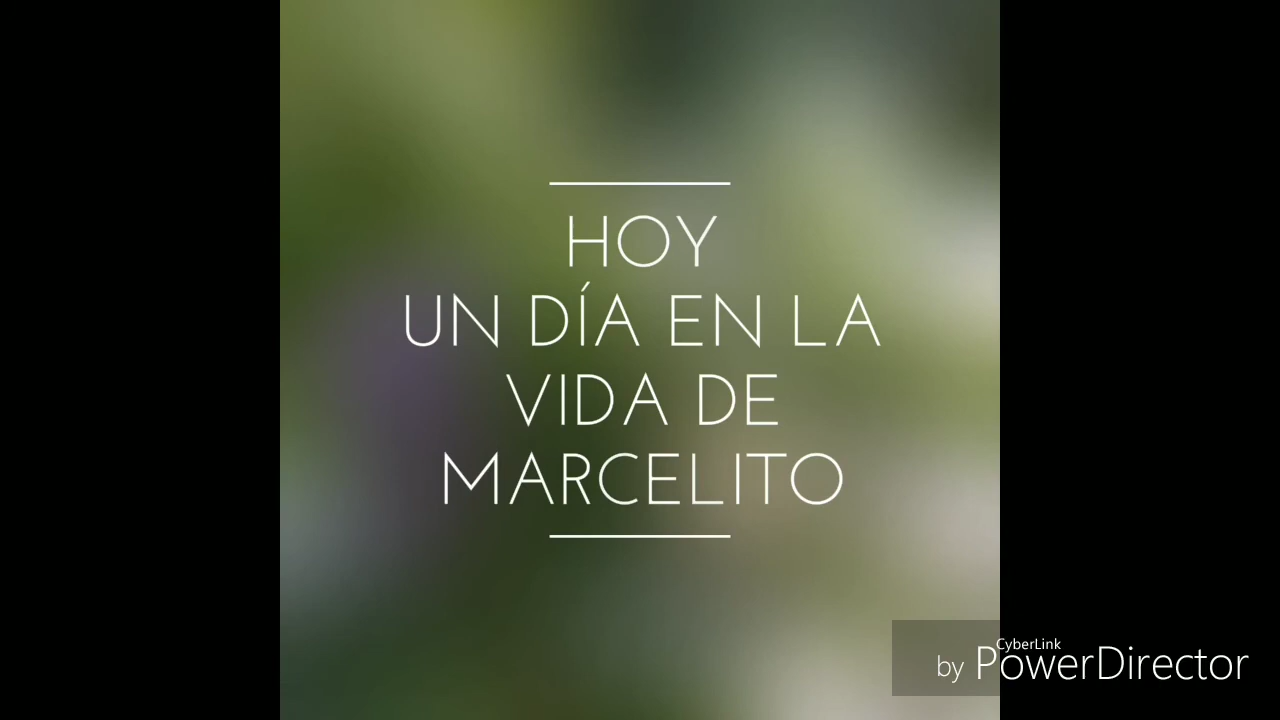 HOY
UN DÍA EN LA
VIDA DE
MARCELITO
CyberLink
by PowerDirector